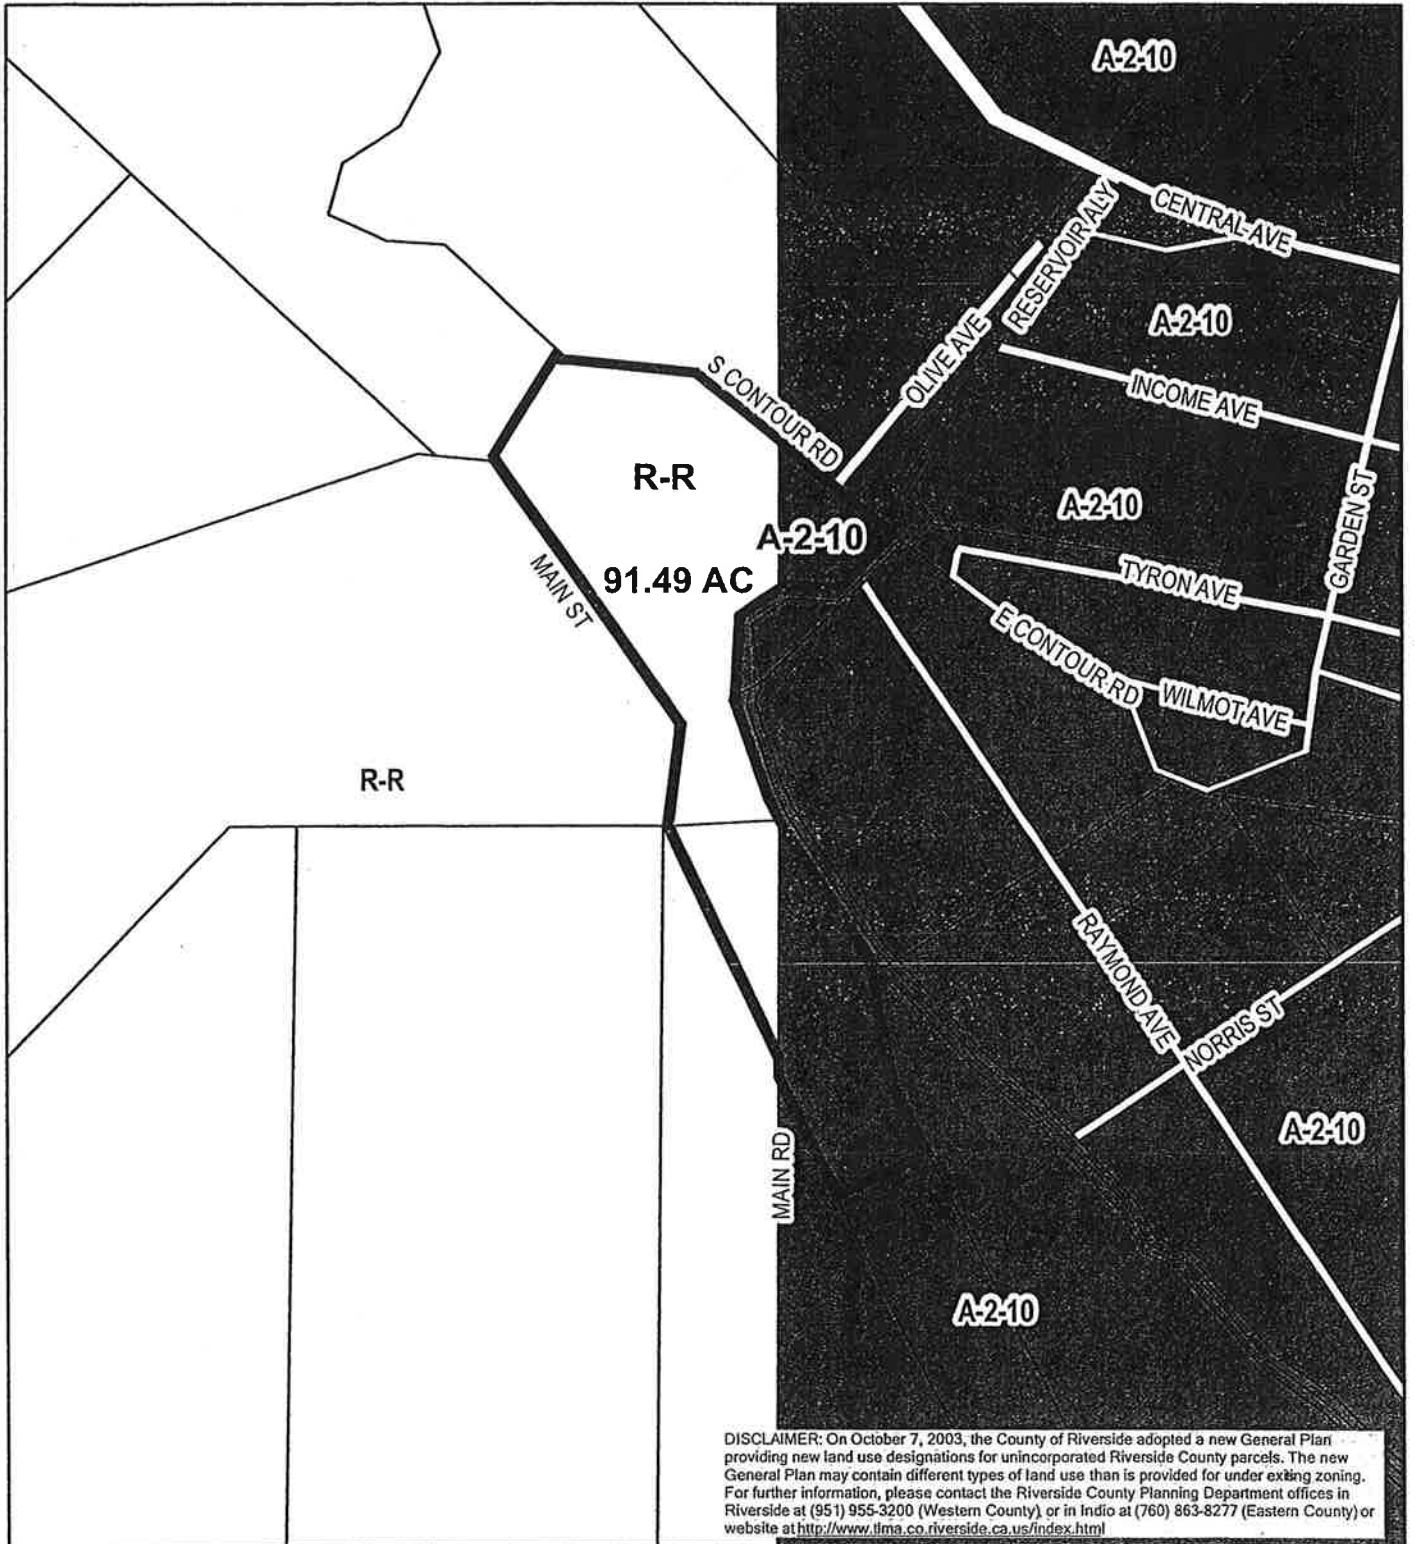 A-2-10
CENTRAL AVE
RESERVOIR ALY
A-2-10
OLIVE AVE
S CONTOUR RD
INCOME AVE
R-R
A-2-10
GARDEN ST
A-2-10
MAIN ST
91.49 AC
TYRON AVE
E CONTOUR RD
WILMOT AVE
R-R
RAYMOND AVE
NORRIS ST
A-2-10
MAIN RD
A-2-10
DISCLAIMER: On October 7, 2003, the County of Riverside adopted a new General Plan
providing new land use designations for unincorporated Riverside County parcels. The new
General Plan may contain different types of land use than is provided for under exiting zoning.
For further information, please contact the Riverside County Planning Department offices in
Riverside at (951) 955-3200 (Western County), or in Indio at (760) 863-8277 (Eastern County) or
website at http://www.tlma.co.riverside.ca.us/index.html